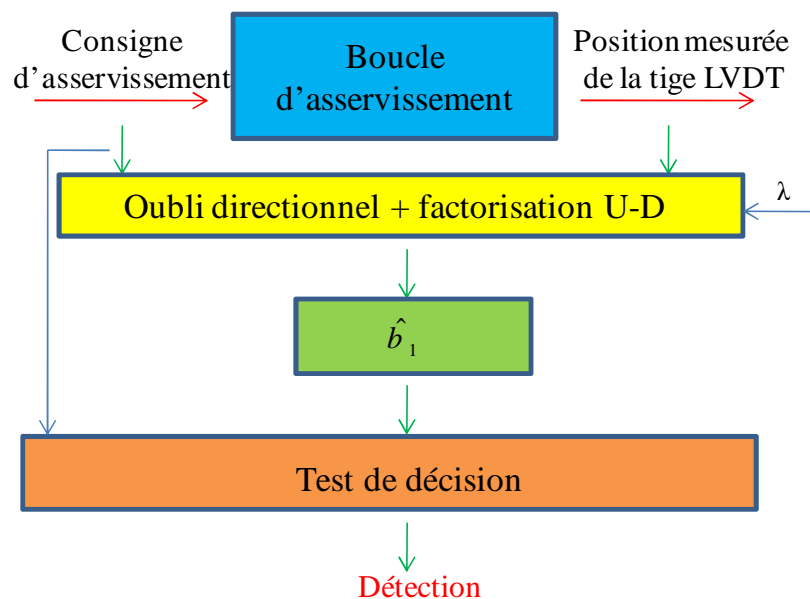 Consigne
d’asservissement
Boucle
d’asservissement
Position mesurée
de la tige LVDT
λ
Oubli directionnel + factorisation U-D
b̂₁
Test de décision
Détection